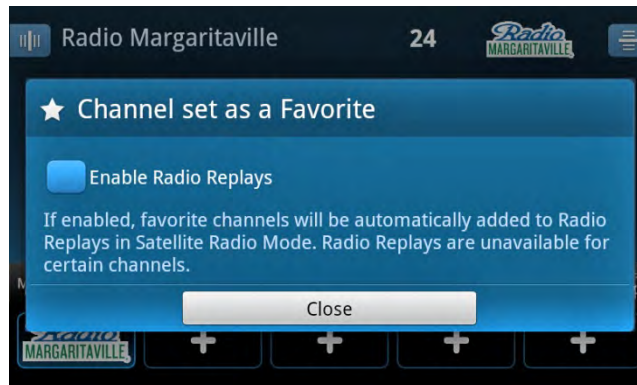 Radio Margaritaville 24 Radio MARGARITAVILLE
Channel set as a Favorite
Enable Radio Replays
If enabled, favorite channels will be automatically added to Radio
Replays in Satellite Radio Mode. Radio Replays are unavailable for
certain channels.
M
Close
Radio
MARGARITAVILLE
+ + + +